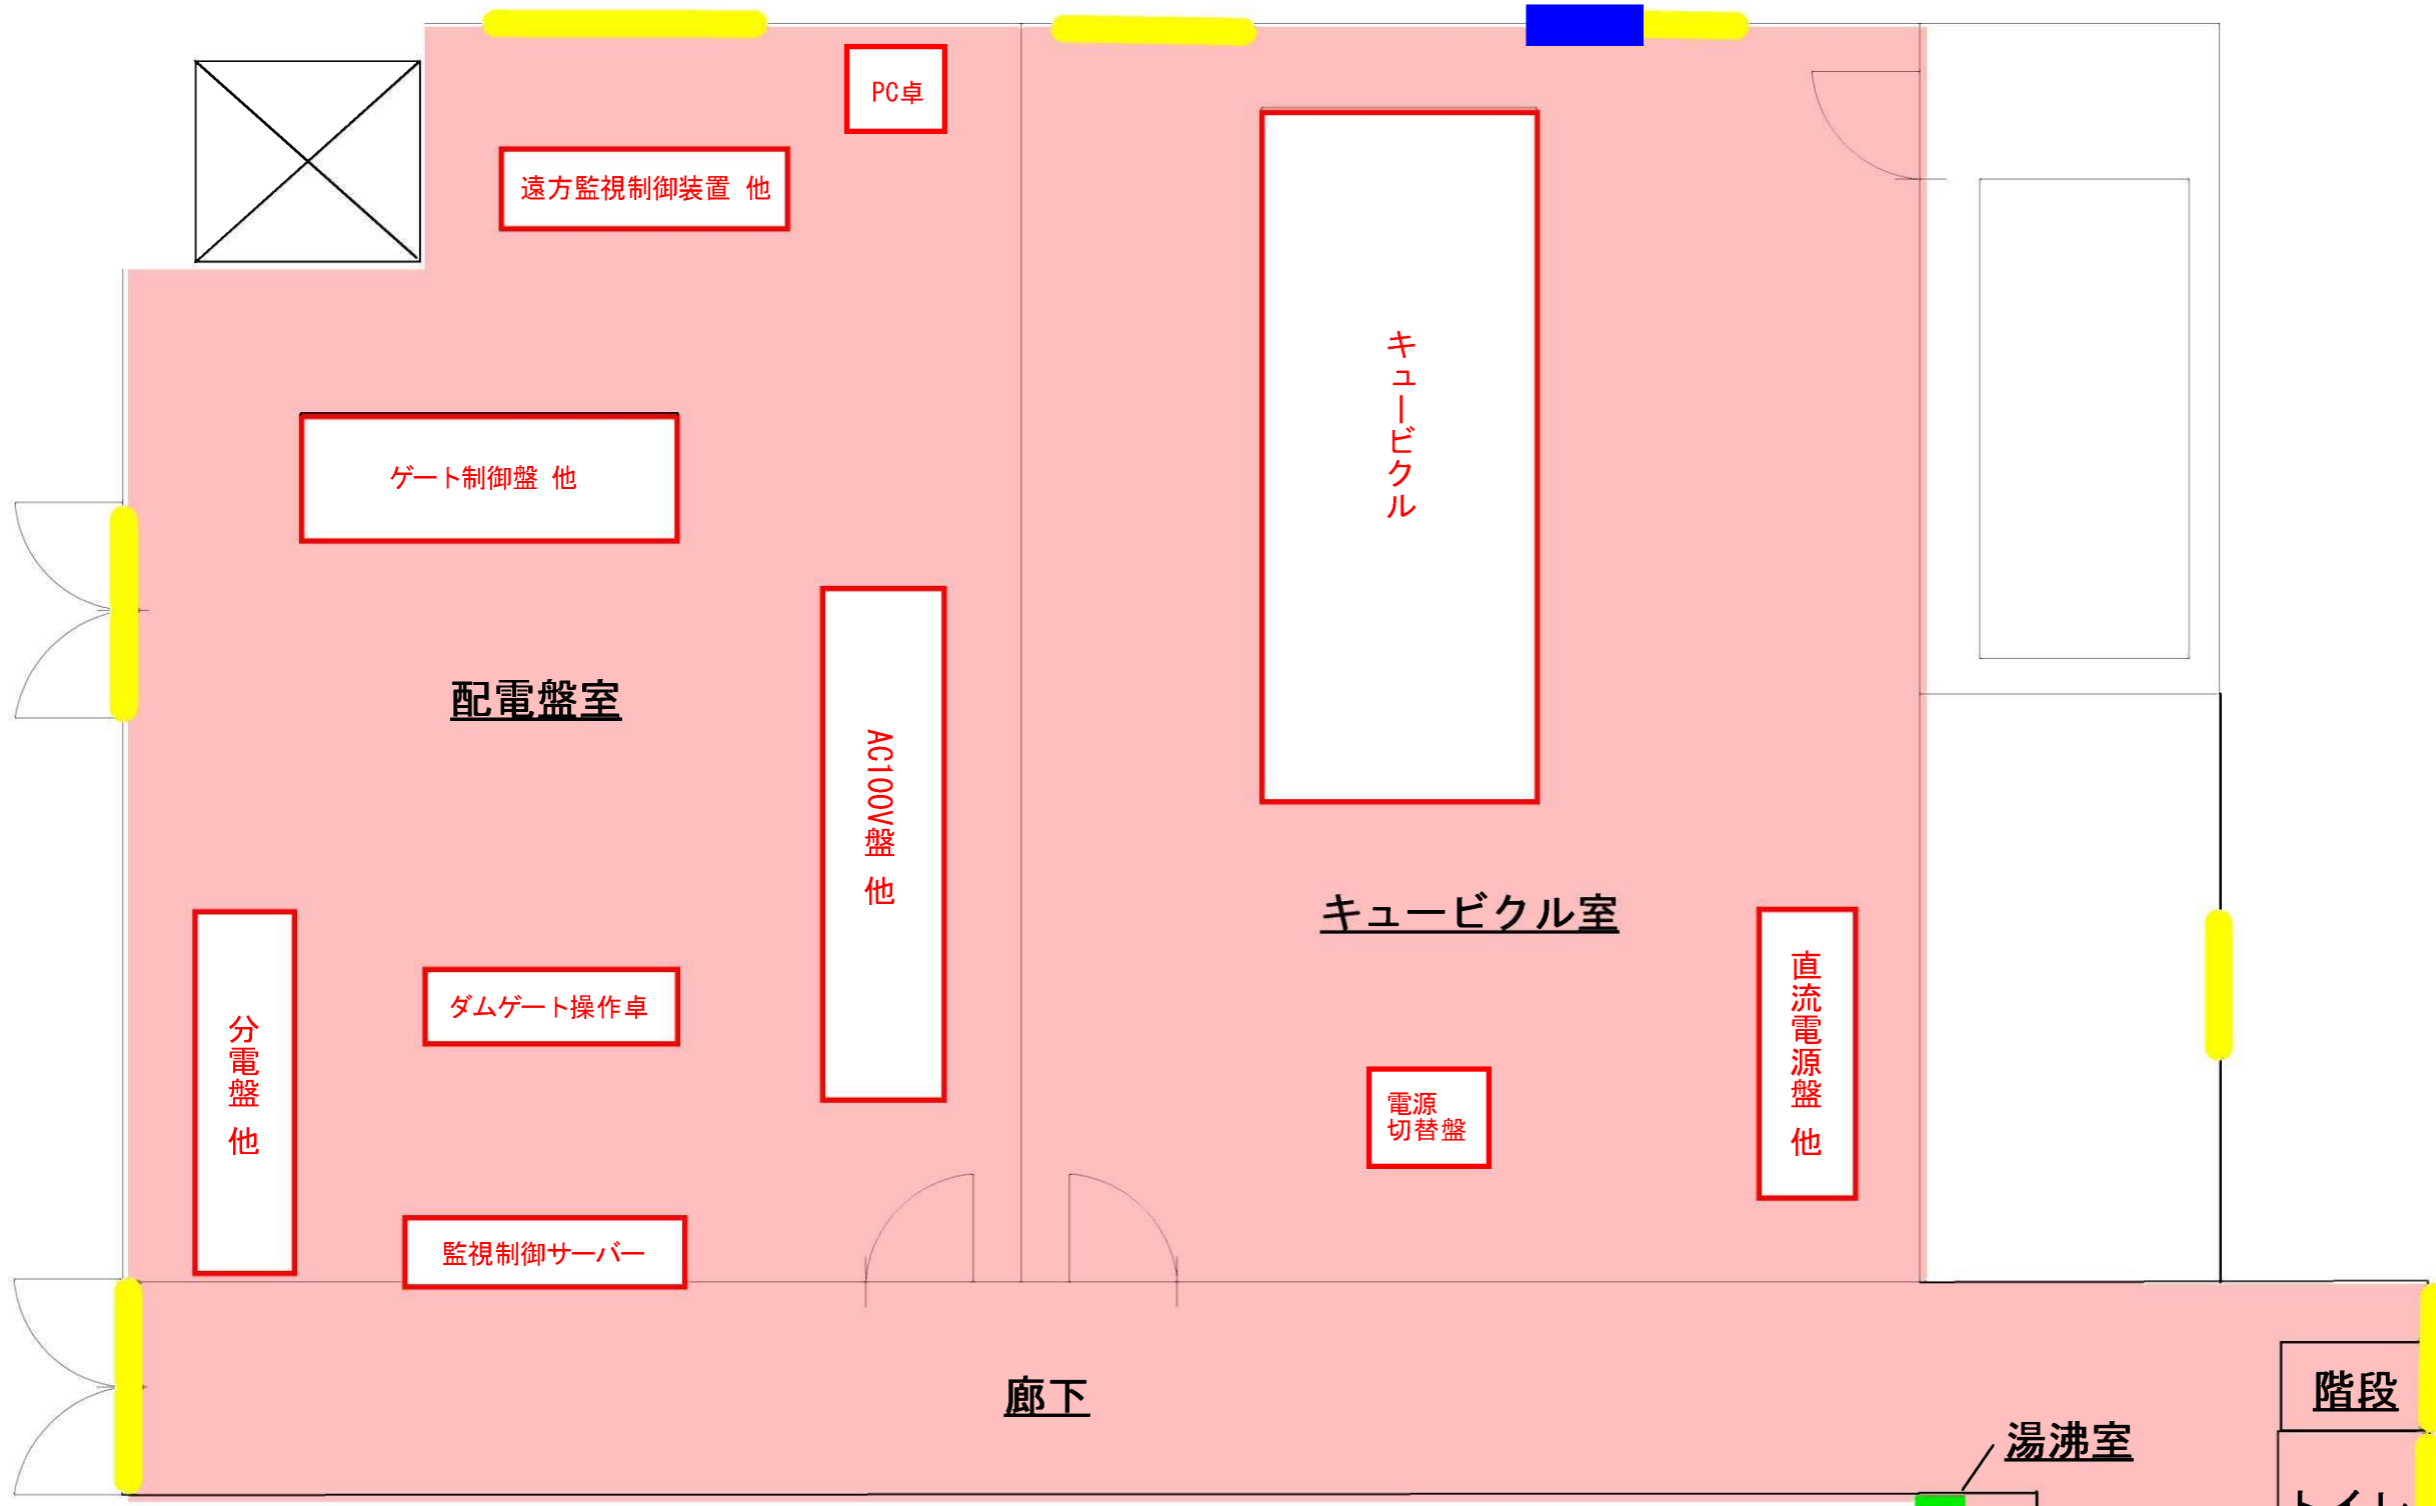 PC卓
遠方監視制御装置 他
キュービクル
ゲート制御盤 他
配電盤室
AC100V盤 他
キュービクル室
分電盤 他
ダムゲート操作卓
直流電源盤 他
電源
切替盤
監視制御サーバー
廊下
階段
湯沸室
トイレ